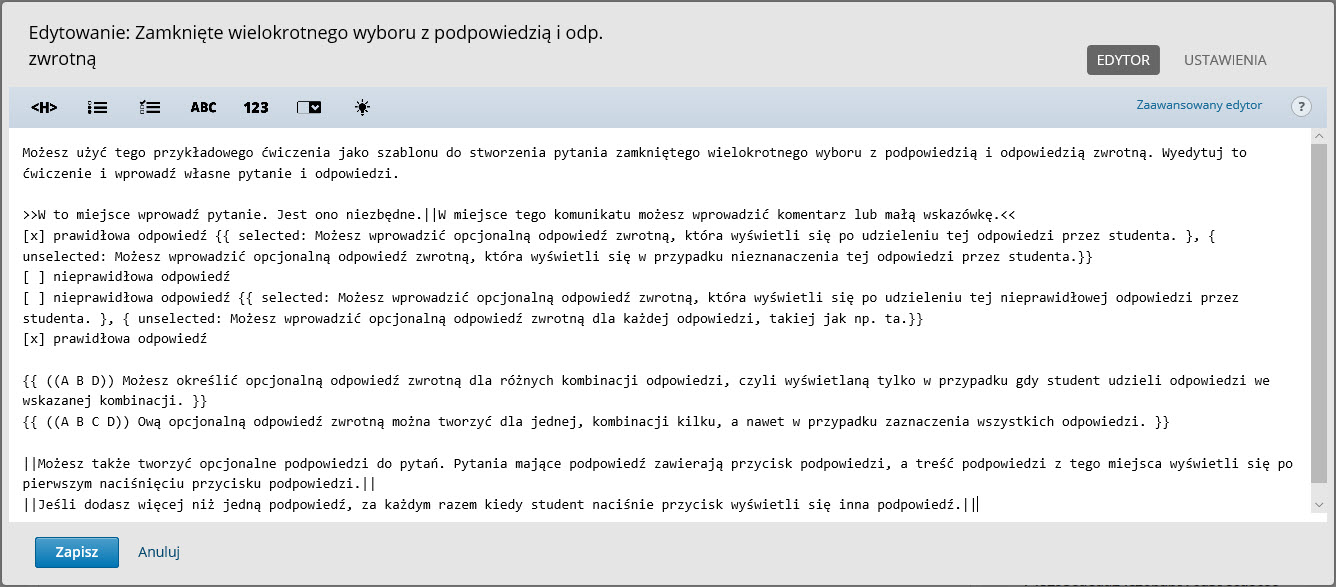 Edytowanie: Zamknięte wielokrotnego wyboru z podpowiedzią i odp.
zwrotną
EDYTOR USTAWIENIA
<H> ABC 123 Zaawansowany edytor ?
Możesz użyć tego przykładowego ćwiczenia jako szablonu do stworzenia pytania zamkniętego wielokrotnego wyboru z podpowiedzią i odpowiedzią zwrotną. Wyedytuj to
ćwiczenie i wprowadź własne pytanie i odpowiedzi.
>>W to miejsce wprowadź pytanie. Jest ono niezbędne.||W miejsce tego komunikatu możesz wprowadzić komentarz lub małą wskazówkę.<<
[x] prawidłowa odpowiedź {{ selected: Możesz wprowadzić opcjonalną odpowiedź zwrotną, która wyświetli się po udzieleniu tej odpowiedzi przez studenta. }, {
unselected: Możesz wprowadzić opcjonalną odpowiedź zwrotną, która wyświetli się w przypadku nieznanaczenia tej odpowiedzi przez studenta.}}
[ ] nieprawidłowa odpowiedź
[ ] nieprawidłowa odpowiedź {{ selected: Możesz wprowadzić opcjonalną odpowiedź zwrotną, która wyświetli się po udzieleniu tej nieprawidłowej odpowiedzi przez
studenta. }, { unselected: Możesz wprowadzić opcjonalną odpowiedź zwrotną dla każdej odpowiedzi, takiej jak np. ta.}}
[x] prawidłowa odpowiedź
{{ ((A B D)) Możesz określić opcjonalną odpowiedź zwrotną dla różnych kombinacji odpowiedzi, czyli wyświetlaną tylko w przypadku gdy student udzieli odpowiedzi we
wskazanej kombinacji. }}
{{ ((A B C D)) Ową opcjonalną odpowiedź zwrotną można tworzyć dla jednej, kombinacji kilku, a nawet w przypadku zaznaczenia wszystkich odpowiedzi. }}
||Możesz także tworzyć opcjonalne podpowiedzi do pytań. Pytania mające podpowiedź zawierają przycisk podpowiedzi, a treść podpowiedzi z tego miejsca wyświetli się po
pierwszym naciśnięciu przycisku podpowiedzi.||
||Jeśli dodasz więcej niż jedną podpowiedź, za każdym razem kiedy student naciśnie przycisk wyświetli się inna podpowiedź.||
Zapisz Anuluj